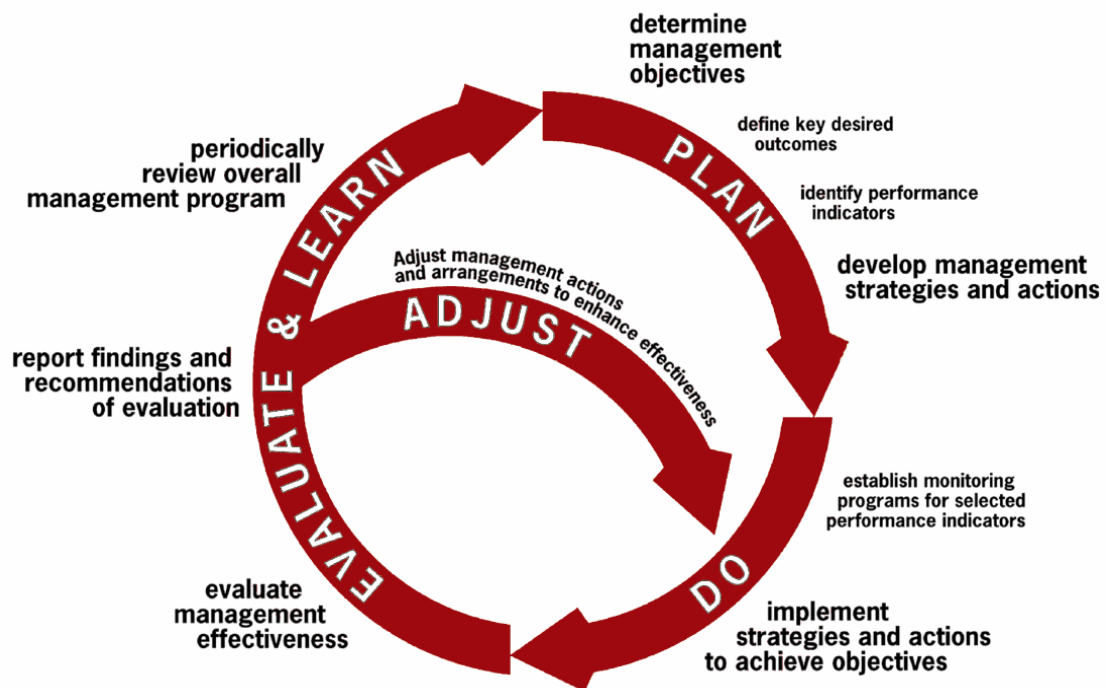 determine
management
objectives
PLAN
define key desired
outcomes
identify performance
indicators
develop management
strategies and actions
establish monitoring
programs for selected
performance indicators
DO
implement
strategies and actions
to achieve objectives
evaluate
management
effectiveness
EVALUATE & LEARN
report findings and
recommendations
of evaluation
periodically
review overall
management program
Adjust management actions
and arrangements to enhance effectiveness
ADJUST